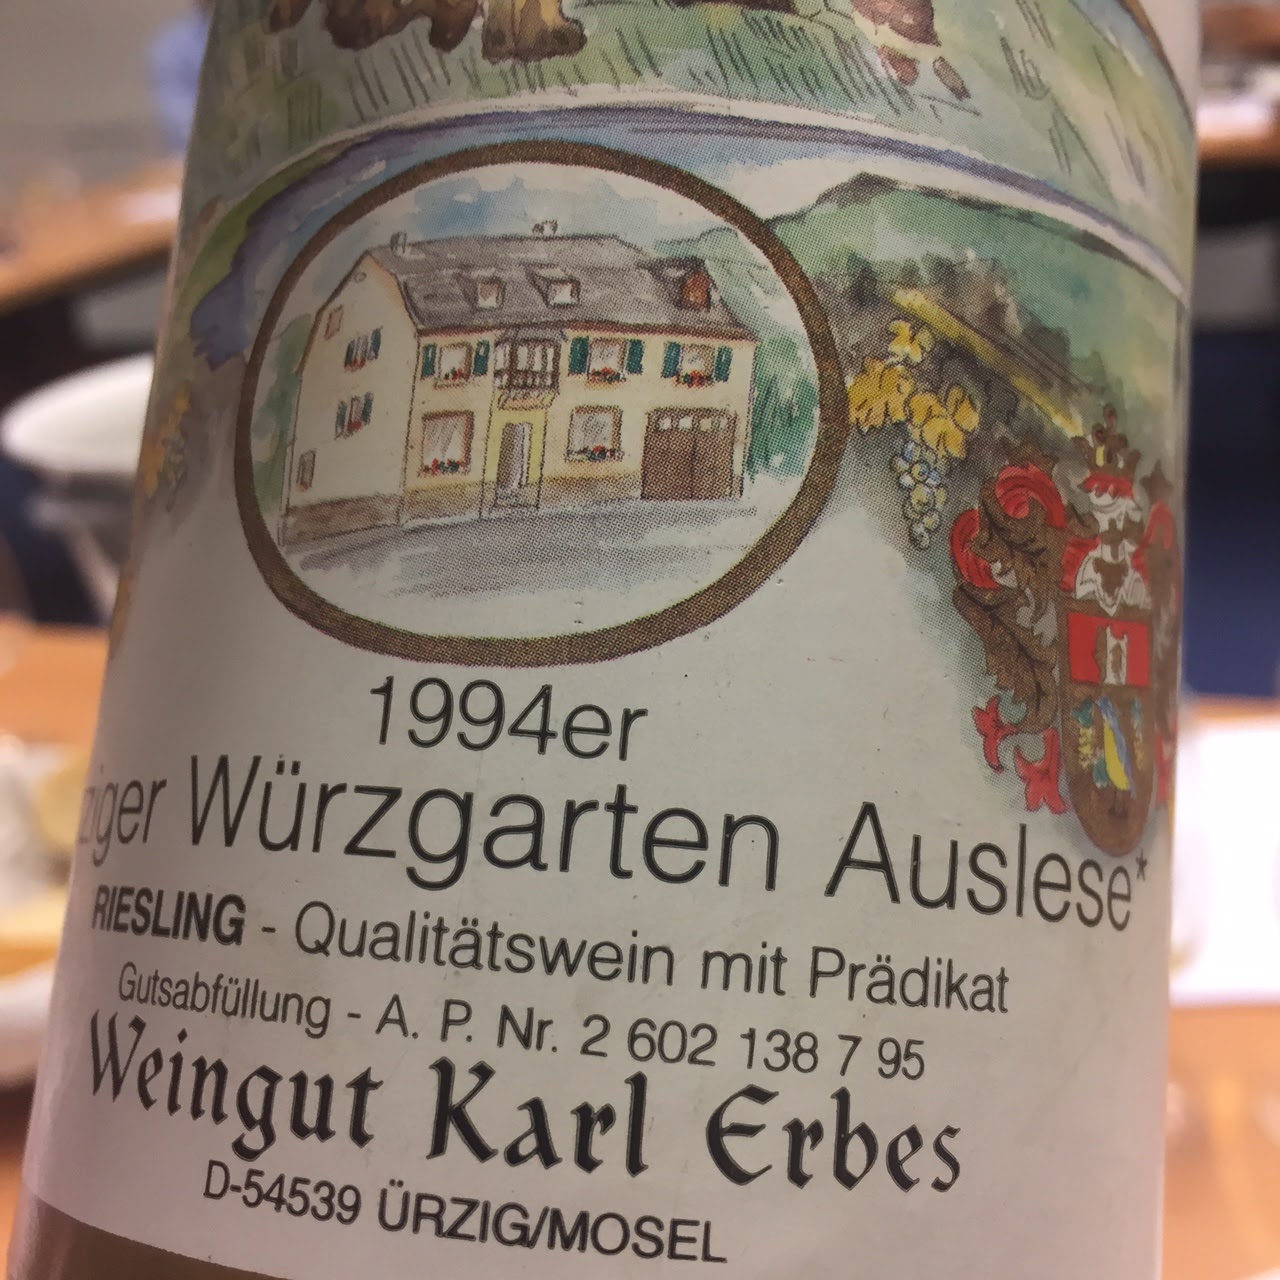 1994er
ziger Würzgarten Auslese*
RIESLING - Qualitätswein mit Prädikat
Gutsabfüllung - A. P. Nr. 2 602 138 7 95
Weingut Karl Erbes
D-54539 ÜRZIG/MOSEL